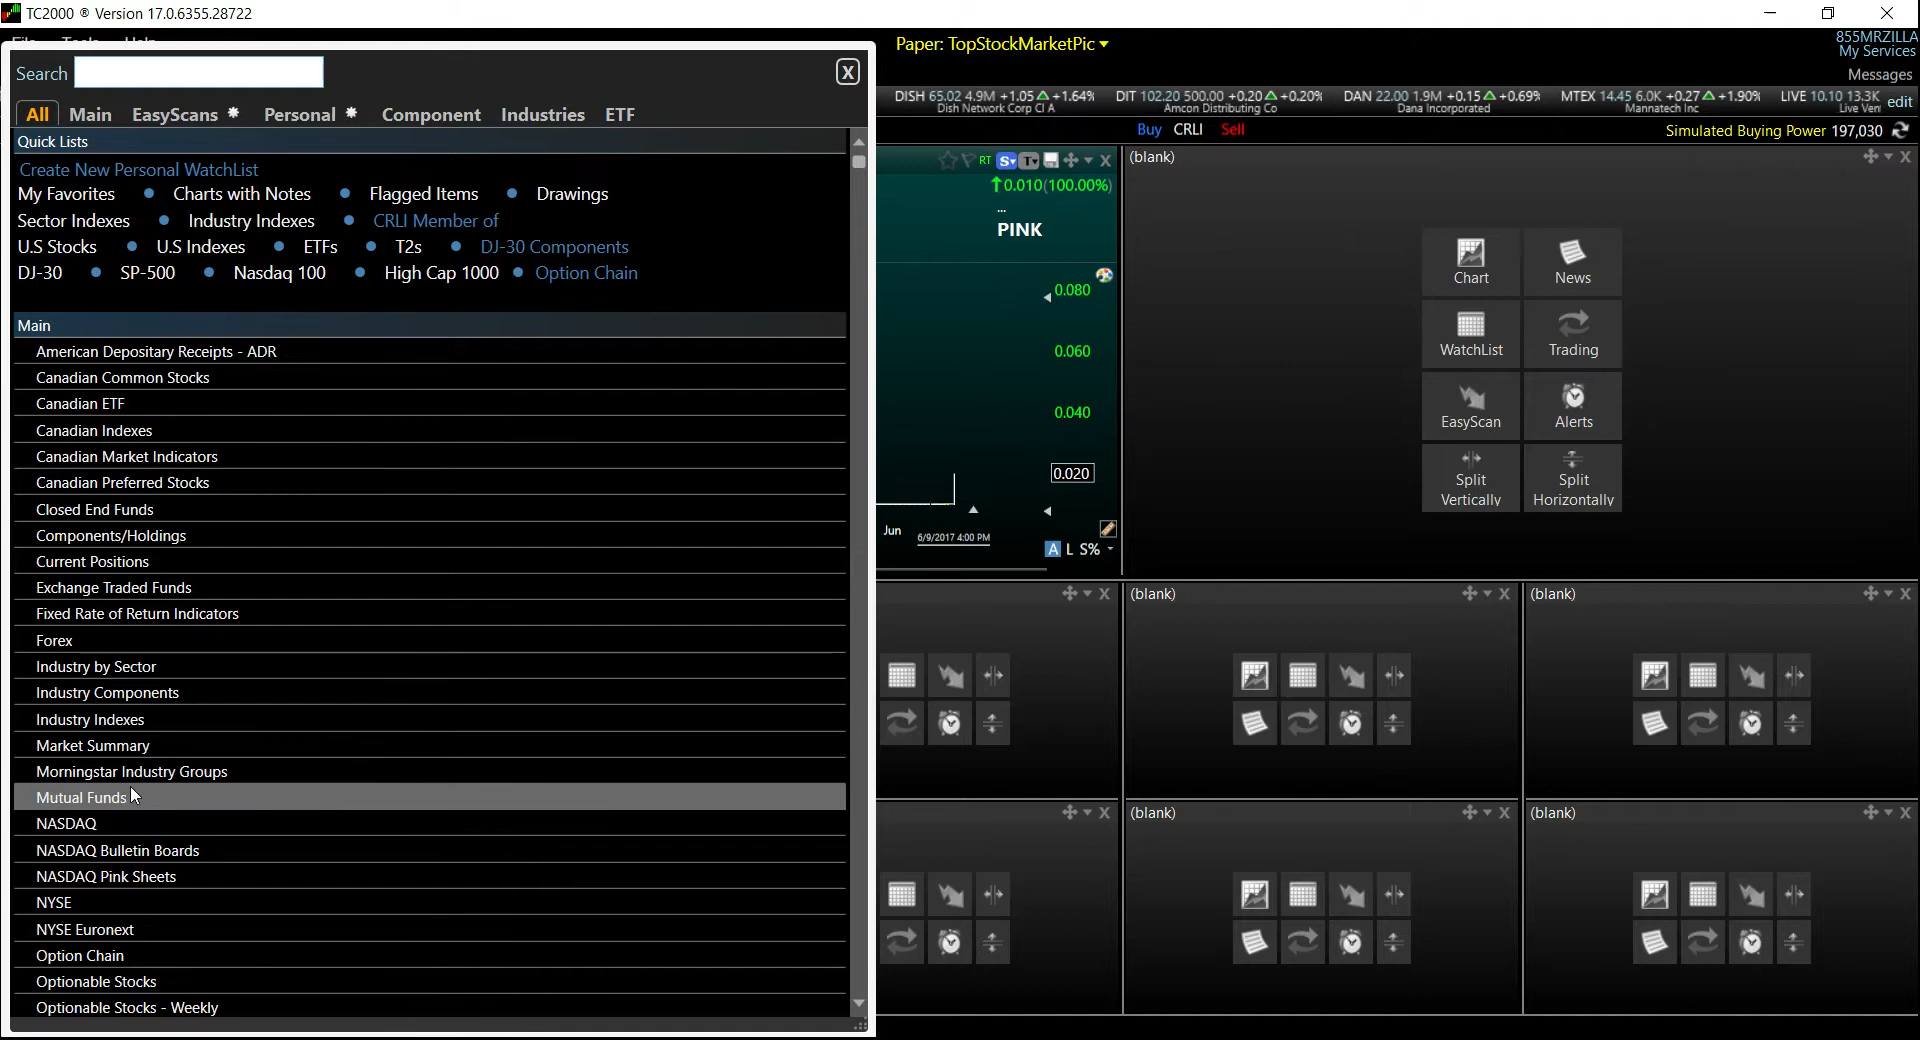 TC2000 ® Version 17.0.6355.28722
Paper: TopStockMarketPic
855MRZILLA
My Services
Messages
DISH 65.02 4.9M +1.05 +1.64% DIT 102.20 500.00 +0.20 +0.20% DAN 22.00 1.9M +0.15 +0.69% MTEX 14.45 6.0K +0.27 +1.90% LIVE 10.10 13.3K edit
Dish Network Corp Cl A Amcon Distributing Co Dana Incorporated Mannatech Inc Live Ven
Buy CRLI Sell
Simulated Buying Power 197,030
Search
X
All Main EasyScans * Personal * Component Industries ETF
Quick Lists
Create New Personal WatchList
My Favorites • Charts with Notes • Flagged Items • Drawings
Sector Indexes • Industry Indexes • CRLI Member of
U.S Stocks • U.S Indexes • ETFs • T2s • DJ-30 Components
DJ-30 • SP-500 • Nasdaq 100 • High Cap 1000 • Option Chain
Main
American Depositary Receipts - ADR
Canadian Common Stocks
Canadian ETF
Canadian Indexes
Canadian Market Indicators
Canadian Preferred Stocks
Closed End Funds
Components/Holdings
Current Positions
Exchange Traded Funds
Fixed Rate of Return Indicators
Forex
Industry by Sector
Industry Components
Industry Indexes
Market Summary
Morningstar Industry Groups
Mutual Funds
NASDAQ
NASDAQ Bulletin Boards
NASDAQ Pink Sheets
NYSE
NYSE Euronext
Option Chain
Optionable Stocks
Optionable Stocks - Weekly
RT S T X
0.010(100.00%)
...
PINK
0.080
0.060
0.040
0.020
Jun 6/9/2017 4:00 PM
A L S%
(blank) X
Chart News
WatchList Trading
EasyScan Alerts
Split Vertically
Split Horizontally
X
(blank) X
(blank) X
X
(blank) X
(blank) X